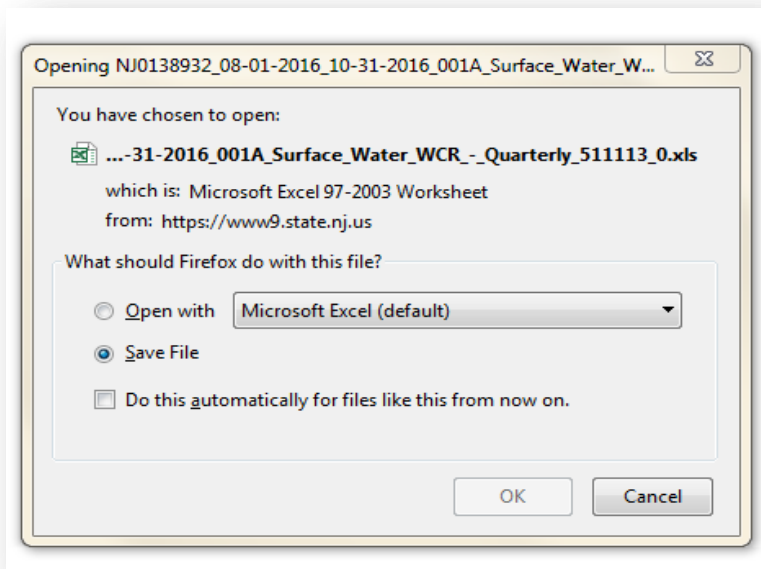 Opening NJ0138932_08-01-2016_10-31-2016_001A_Surface_Water_W...
You have chosen to open:
...-31-2016_001A_Surface_Water_WCR_-_Quarterly_511113_0.xls
which is: Microsoft Excel 97-2003 Worksheet
from: https://www9.state.nj.us
What should Firefox do with this file?
Open with Microsoft Excel (default)
Save File
Do this automatically for files like this from now on.
OK Cancel